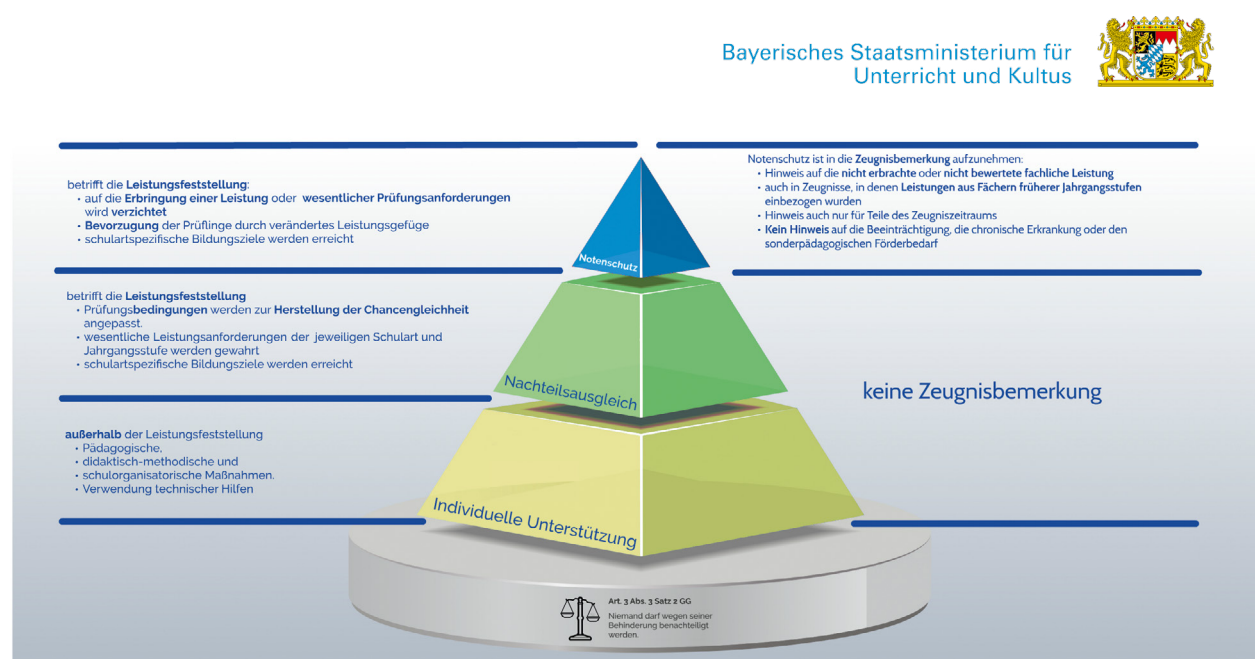 Bayerisches Staatsministerium für
Unterricht und Kultus
betrifft die Leistungsfeststellung:
• auf die Erbringung einer Leistung oder wesentlicher Prüfungsanforderungen
wird verzichtet
• Bevorzugung der Prüflinge durch verändertes Leistungsgefüge
• schulartspezifische Bildungsziele werden erreicht
Notenschutz ist in die Zeugnisbemerkung aufzunehmen:
• Hinweis auf die nicht erbrachte oder nicht bewertete fachliche Leistung
• auch in Zeugnisse, in denen Leistungen aus Fächern früherer Jahrgangsstufen
einbezogen wurden
• Hinweis auch nur für Teile des Zeugniszeitraums
• Kein Hinweis auf die Beeinträchtigung, die chronische Erkrankung oder den
sonderpädagogischen Förderbedarf
Notenschutz
betrifft die Leistungsfeststellung
• Prüfungsbedingungen werden zur Herstellung der Chancengleichheit
angepasst.
• wesentliche Leistungsanforderungen der jeweiligen Schulart und
Jahrgangsstufe werden gewahrt
• schulartspezifische Bildungsziele werden erreicht
Nachteilsausgleich
keine Zeugnisbemerkung
außerhalb der Leistungsfeststellung
• Pädagogische,
• didaktisch-methodische und
• schulorganisatorische Maßnahmen.
• Verwendung technischer Hilfen
Individuelle Unterstützung
Art. 3 Abs. 3 Satz 2 GG
Niemand darf wegen seiner
Behinderung benachteiligt
werden.